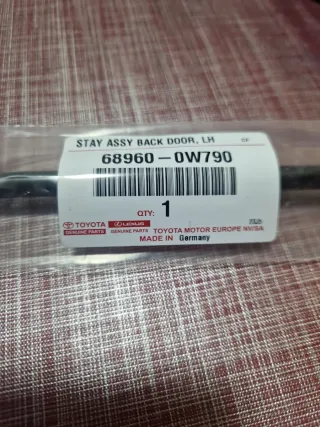 STAY ASSY BACK DOOR, LH
68960-0W790
QTY: 1
TOYOTA LEXUS
GENUINE PARTS GENUINE PARTS TOYOTA MOTOR EUROPE NV/SA
MADE IN Germany